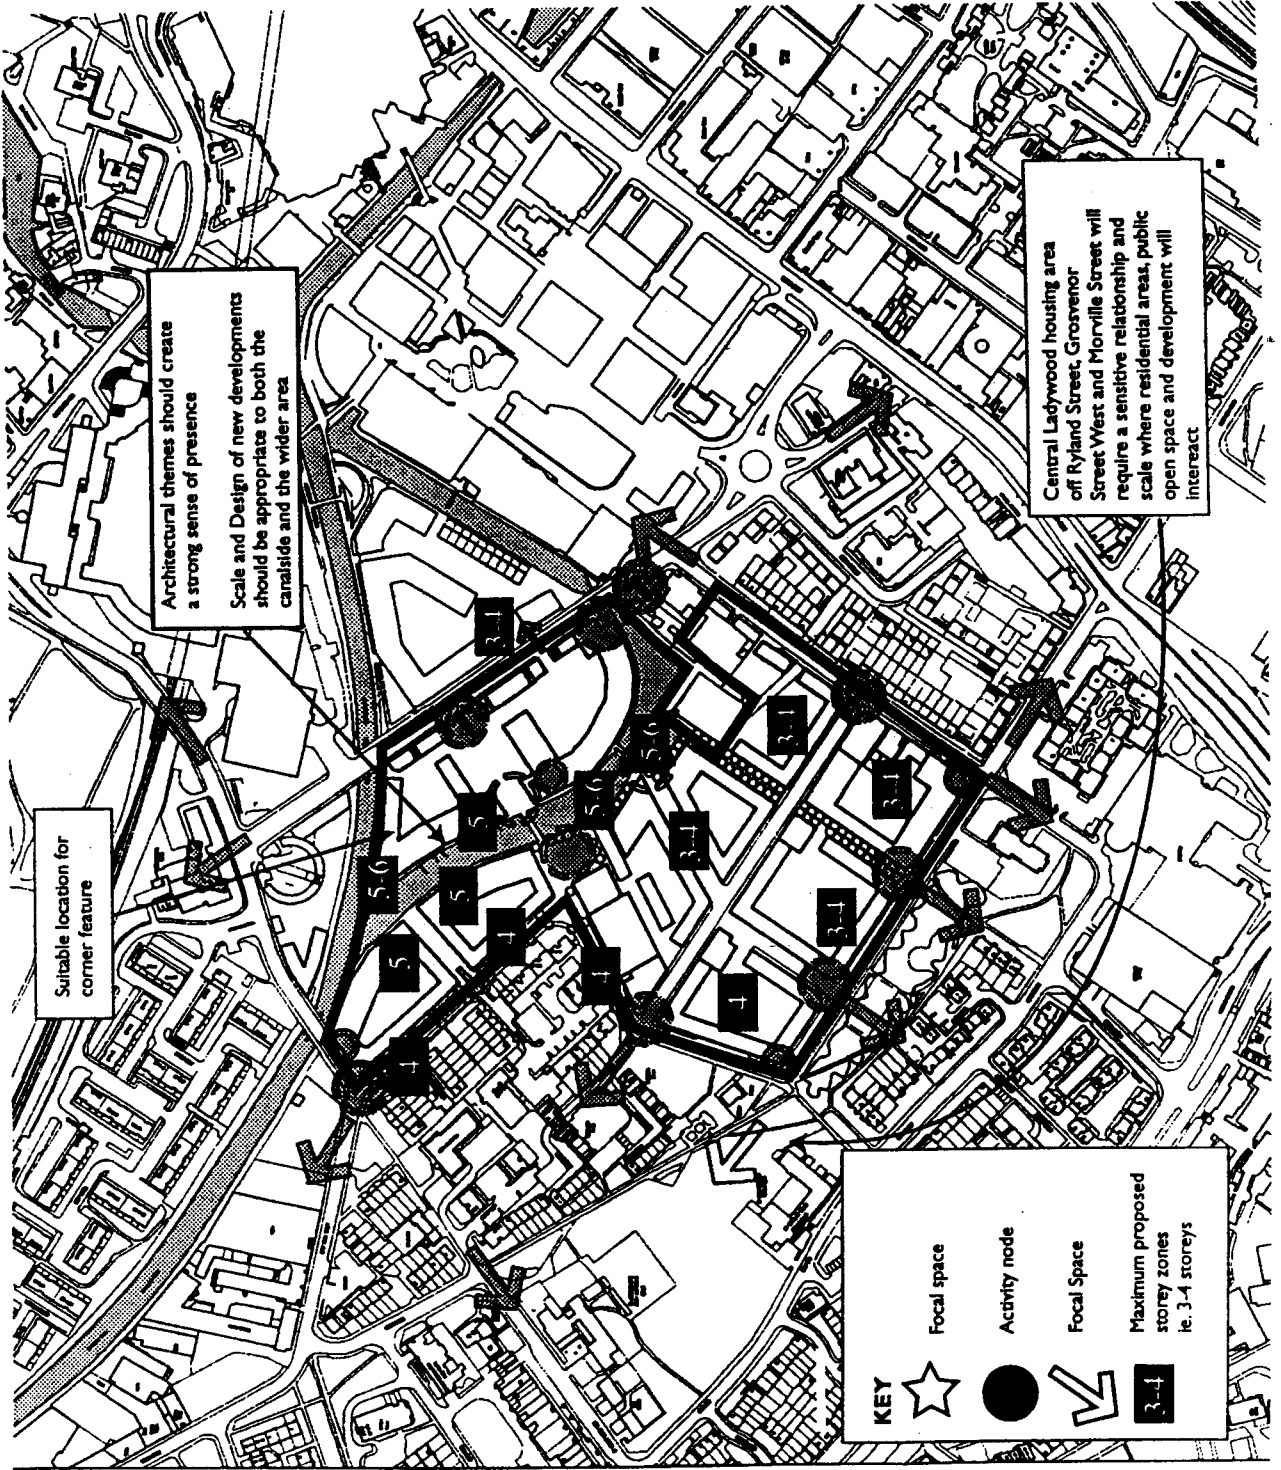 Suitable location for
corner feature
Architectural themes should create
a strong sense of presence
Scale and Design of new developments
should be appropriate to both the
canalside and the wider area
Central Ladywood housing area
off Ryland Street, Grosvenor
Street West and Morville Street will
require a sensitive relationship and
scale where residential areas, public
open space and development will
intereact
5-6
5
5
5
4
4
4
4
3-4
5-6
5-6
3-4
3-4
3-4
3-4
KEY
Focal space
Activity node
Focal Space
3-4
Maximum proposed
storey zones
ie. 3-4 storeys